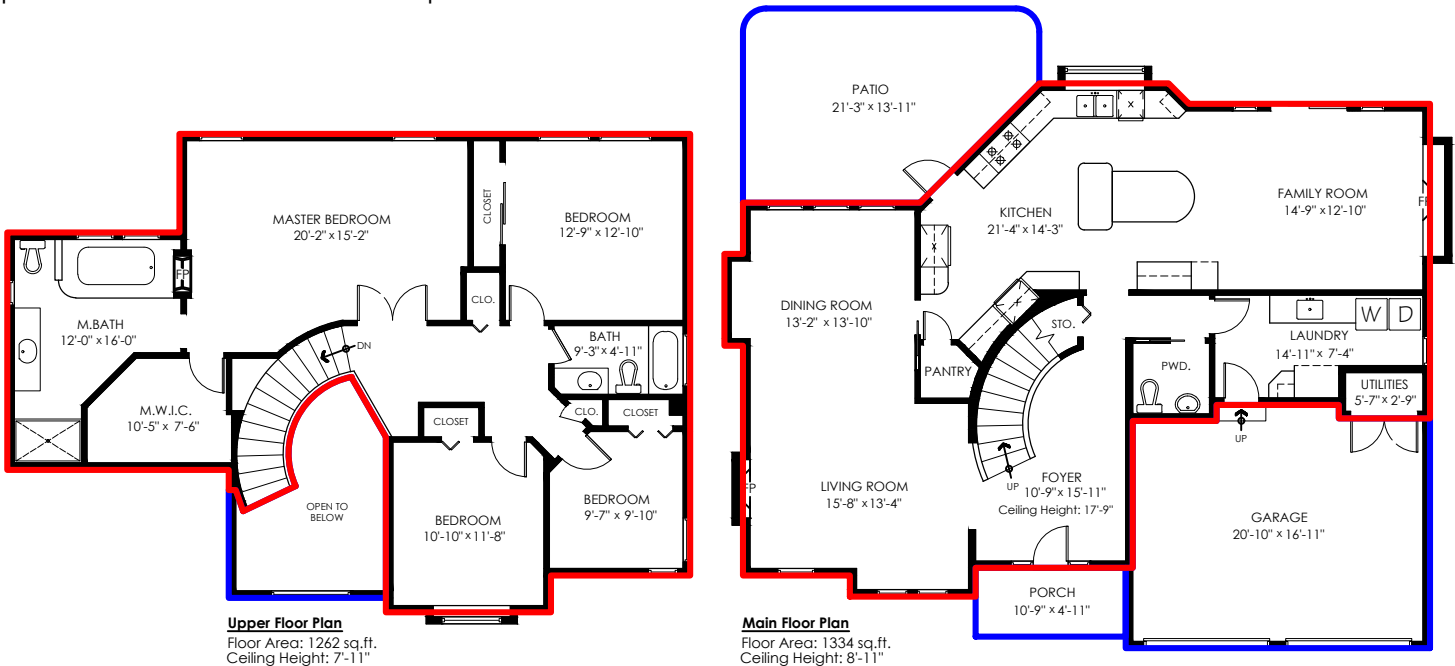 MASTER BEDROOM
20'-2" x 15'-2"
CLOSET
BEDROOM
12'-9" x 12'-10"
FP
CLO.
M.BATH
12'-0" x 16'-0"
DN
BATH
9'-3" x 4'-11"
M.W.I.C.
10'-5" x 7'-6"
CLOSET
CLO.
CLOSET
OPEN TO
BELOW
BEDROOM
10'-10" x 11'-8"
BEDROOM
9'-7" x 9'-10"
Upper Floor Plan
Floor Area: 1262 sq.ft.
Ceiling Height: 7'-11"
PATIO
21'-3" x 13'-11"
KITCHEN
21'-4" x 14'-3"
FAMILY ROOM
14'-9" x 12'-10"
FP
DINING ROOM
13'-2" x 13'-10"
STO.
W D
LAUNDRY
14'-11" x 7'-4"
PANTRY
PWD.
UTILITIES
5'-7" x 2'-9"
UP
LIVING ROOM
15'-8" x 13'-4"
FP
UP
FOYER
10'-9" x 15'-11"
Ceiling Height: 17'-9"
GARAGE
20'-10" x 16'-11"
PORCH
10'-9" x 4'-11"
Main Floor Plan
Floor Area: 1334 sq.ft.
Ceiling Height: 8'-11"